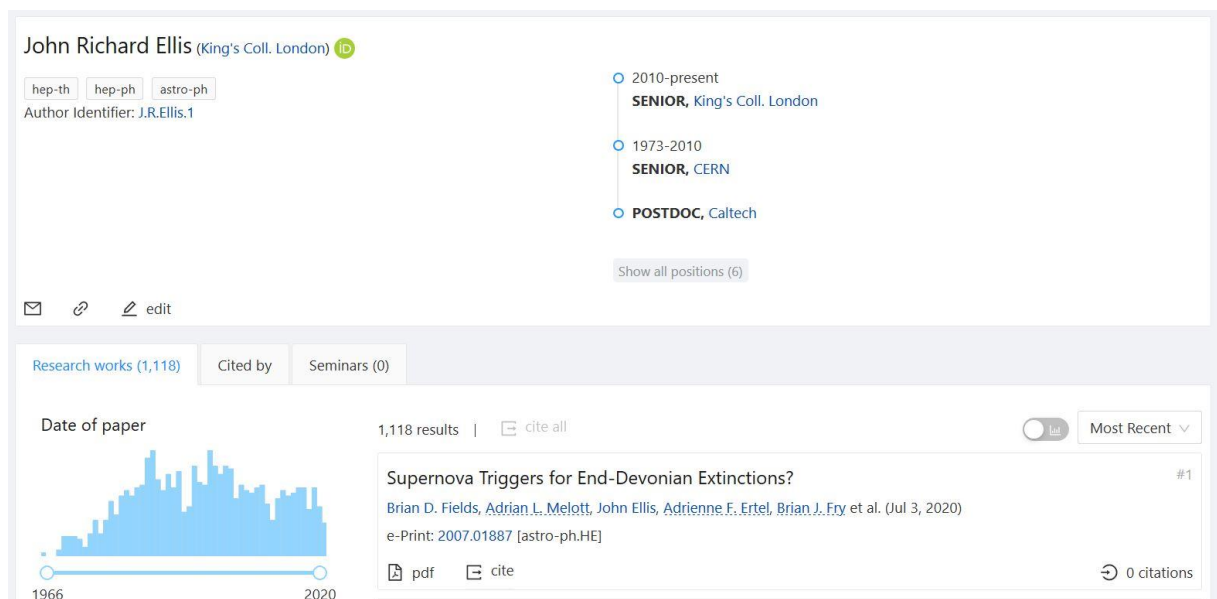 John Richard Ellis (King's Coll. London) iD
hep-th hep-ph astro-ph
Author Identifier: J.R.Ellis.1
2010-present
SENIOR, King's Coll. London
1973-2010
SENIOR, CERN
POSTDOC, Caltech
Show all positions (6)
edit
Research works (1,118) Cited by Seminars (0)
Date of paper
1966 2020
1,118 results | cite all
Most Recent
Supernova Triggers for End-Devonian Extinctions? #1
Brian D. Fields, Adrian L. Melott, John Ellis, Adrienne F. Ertel, Brian J. Fry et al. (Jul 3, 2020)
e-Print: 2007.01887 [astro-ph.HE]
pdf cite 0 citations